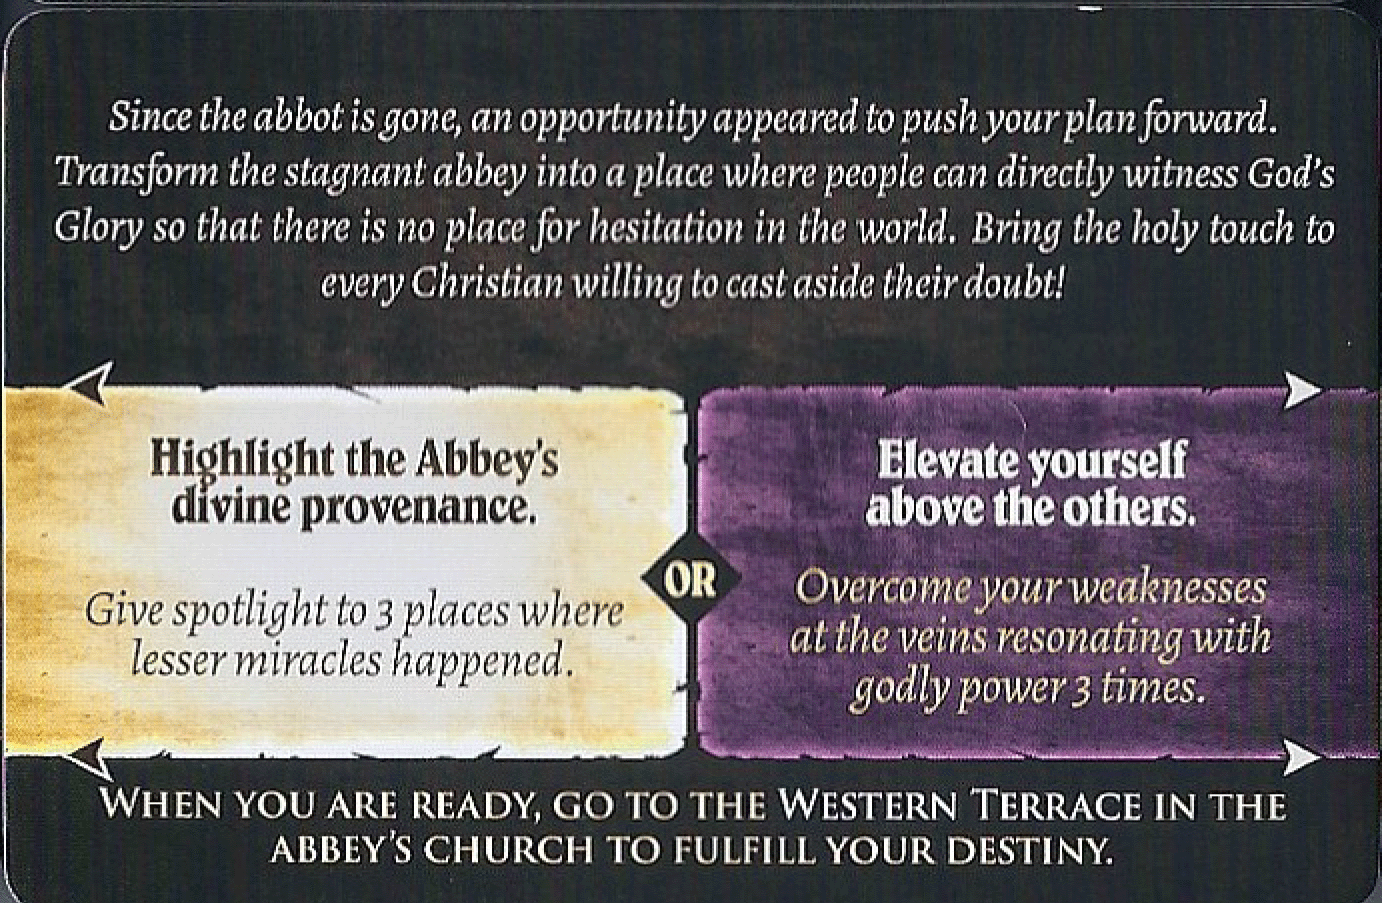 Since the abbot is gone, an opportunity appeared to push your plan forward.
Transform the stagnant abbey into a place where people can directly witness God's
Glory so that there is no place for hesitation in the world. Bring the holy touch to
every Christian willing to cast aside their doubt!
Highlight the Abbey's
divine provenance.
Give spotlight to 3 places where
lesser miracles happened.
OR
Elevate yourself
above the others.
Overcome your weaknesses
at the veins resonating with
godly power 3 times.
WHEN YOU ARE READY, GO TO THE WESTERN TERRACE IN THE
ABBEY'S CHURCH TO FULFILL YOUR DESTINY.